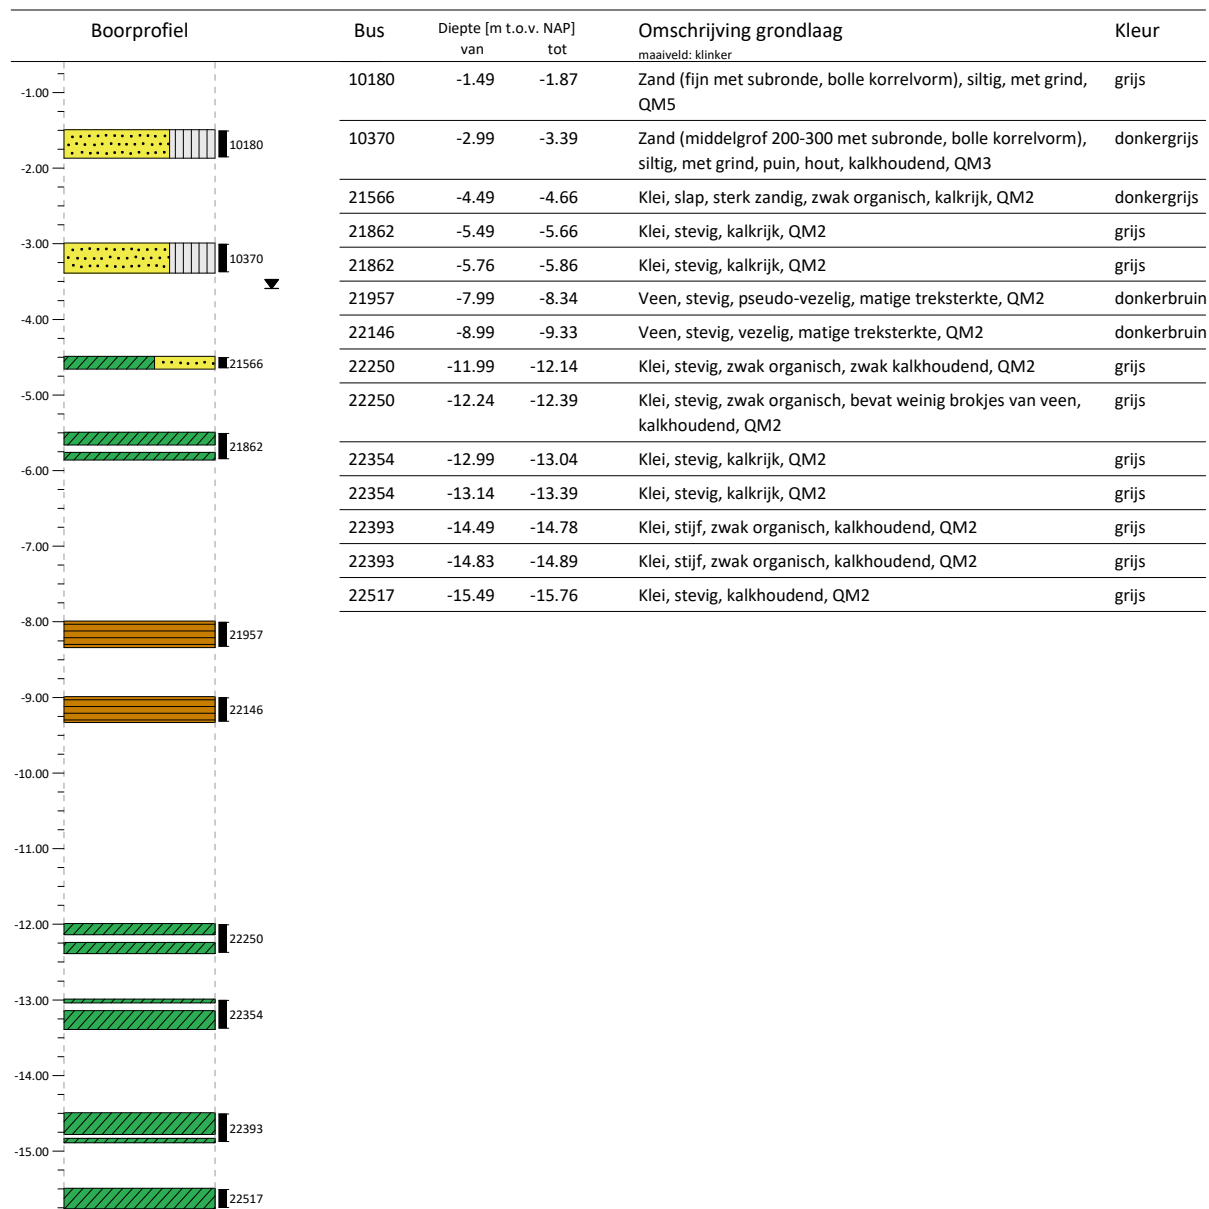 Boorprofiel Bus Diepte [m t.o.v. NAP] Omschrijving grondlaag Kleur
van tot maaiveld: klinker
10180 -1.49 -1.87 Zand (fijn met subronde, bolle korrelvorm), siltig, met grind, grijs
QM5
10370 -2.99 -3.39 Zand (middelgrof 200-300 met subronde, bolle korrelvorm), donkergrijs
siltig, met grind, puin, hout, kalkhoudend, QM3
21566 -4.49 -4.66 Klei, slap, sterk zandig, zwak organisch, kalkrijk, QM2 donkergrijs
21862 -5.49 -5.66 Klei, stevig, kalkrijk, QM2 grijs
21862 -5.76 -5.86 Klei, stevig, kalkrijk, QM2 grijs
21957 -7.99 -8.34 Veen, stevig, pseudo-vezelig, matige treksterkte, QM2 donkerbruin
22146 -8.99 -9.33 Veen, stevig, vezelig, matige treksterkte, QM2 donkerbruin
22250 -11.99 -12.14 Klei, stevig, zwak organisch, zwak kalkhoudend, QM2 grijs
22250 -12.24 -12.39 Klei, stevig, zwak organisch, bevat weinig brokjes van veen, grijs
kalkhoudend, QM2
22354 -12.99 -13.04 Klei, stevig, kalkrijk, QM2 grijs
22354 -13.14 -13.39 Klei, stevig, kalkrijk, QM2 grijs
22393 -14.49 -14.78 Klei, stijf, zwak organisch, kalkhoudend, QM2 grijs
22393 -14.83 -14.89 Klei, stijf, zwak organisch, kalkhoudend, QM2 grijs
22517 -15.49 -15.76 Klei, stevig, kalkhoudend, QM2 grijs
-1.00
10180
-2.00
-3.00
10370
-4.00
21566
-5.00
21862
-6.00
-7.00
-8.00
21957
-9.00
22146
-10.00
-11.00
-12.00
22250
-13.00
22354
-14.00
22393
-15.00
22517